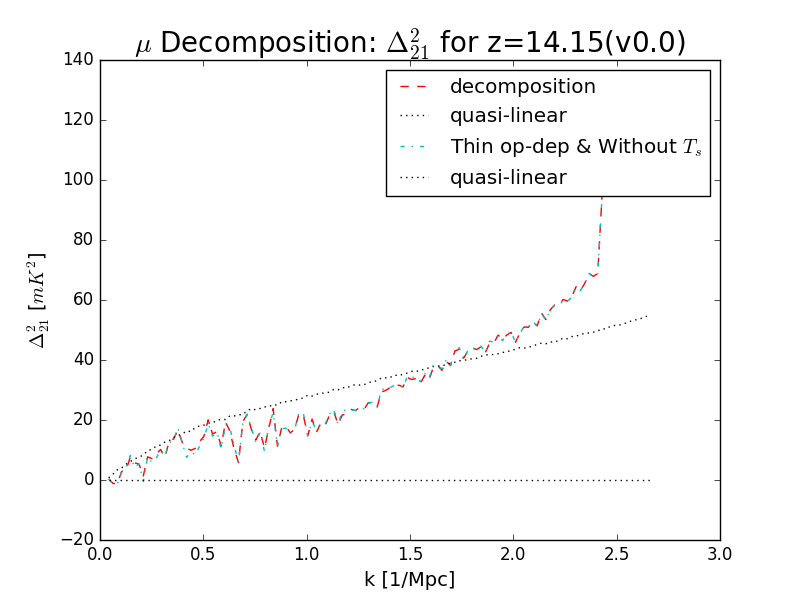 μ Decomposition: Δ²₂₁ for z=14.15(v0.0)
140
120
100
80
60
40
20
0
−20
Δ²₂₁ [mK²]
decomposition
quasi-linear
Thin op-dep & Without Tₛ
quasi-linear
0.0 0.5 1.0 1.5 2.0 2.5 3.0
k [1/Mpc]